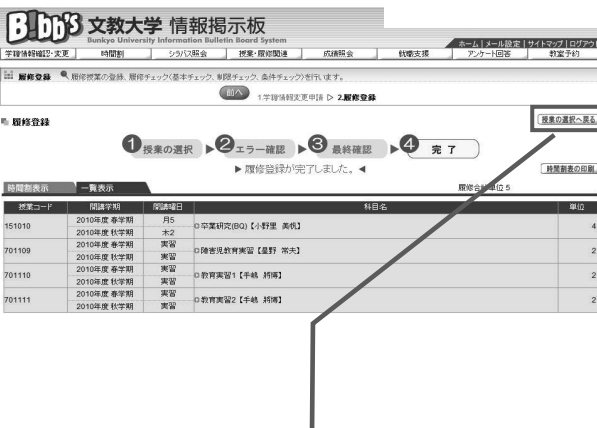 B!bb's 文教大学 情報掲示板
Bunkyo University Information Bulletin Board System
ホーム | メール設定 | サイトマップ | ログアウト
学籍情報確認・変更 時間割 シラバス照会 授業・履修関連 成績照会 就職支援 アンケート回答 教室予約
履修登録 履修授業の登録、履修チェック(基本チェック、制限チェック、条件チェック)を行います。
前へ 1.学籍情報変更申請 ▷ 2.履修登録
履修登録 授業の選択へ戻る
1 授業の選択 ▶ 2 エラー確認 ▶ 3 最終確認 ▶ 4 完了
▶ 履修登録が完了しました。◀
時間割表の印刷
時間割表示 一覧表示 履修合計単位 5
授業コード 開講学期 開講曜日 科目名 単位
151010 2010年度 春学期 月5 卒業研究(BQ)【小野里 美帆】 4
2010年度 秋学期 木2
701109 2010年度 春学期 実習 障害児教育実習【星野 常夫】 2
2010年度 秋学期 実習
701110 2010年度 春学期 実習 教育実習1【手嶋 將博】 2
2010年度 秋学期 実習
701111 2010年度 春学期 実習 教育実習2【手嶋 將博】 2
2010年度 秋学期 実習